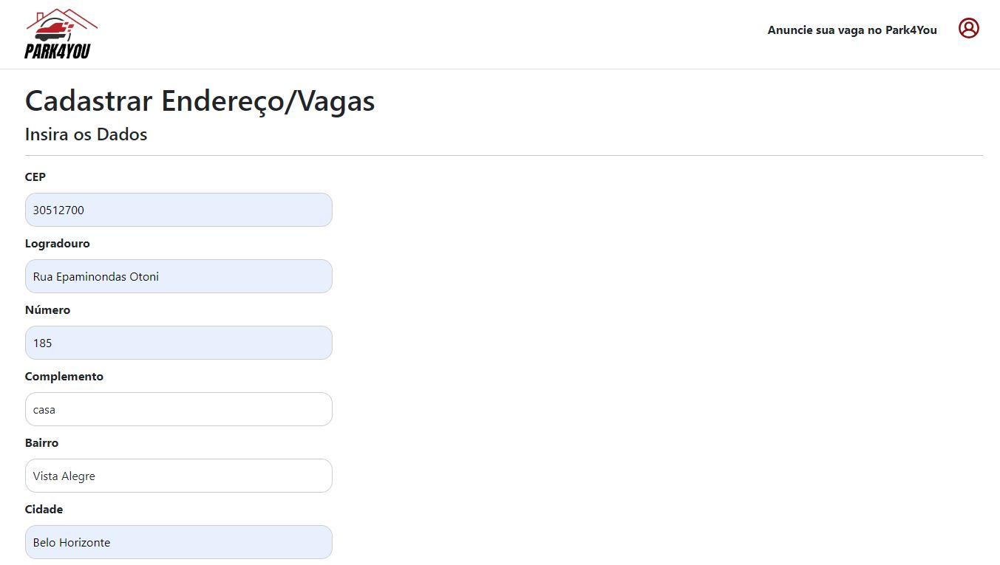 PARK4YOU
Anuncie sua vaga no Park4You
Cadastrar Endereço/Vagas
Insira os Dados
CEP
30512700
Logradouro
Rua Epaminondas Otoni
Número
185
Complemento
casa
Bairro
Vista Alegre
Cidade
Belo Horizonte